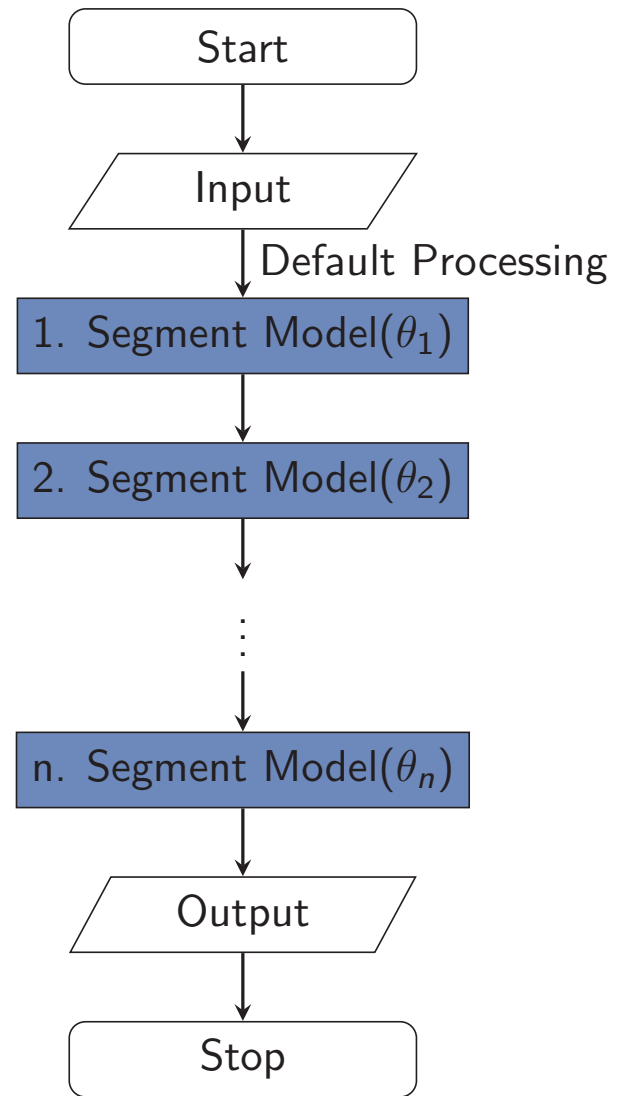 Start
Input
Default Processing
1. Segment Model(θ₁)
2. Segment Model(θ₂)
⋮
n. Segment Model(θₙ)
Output
Stop